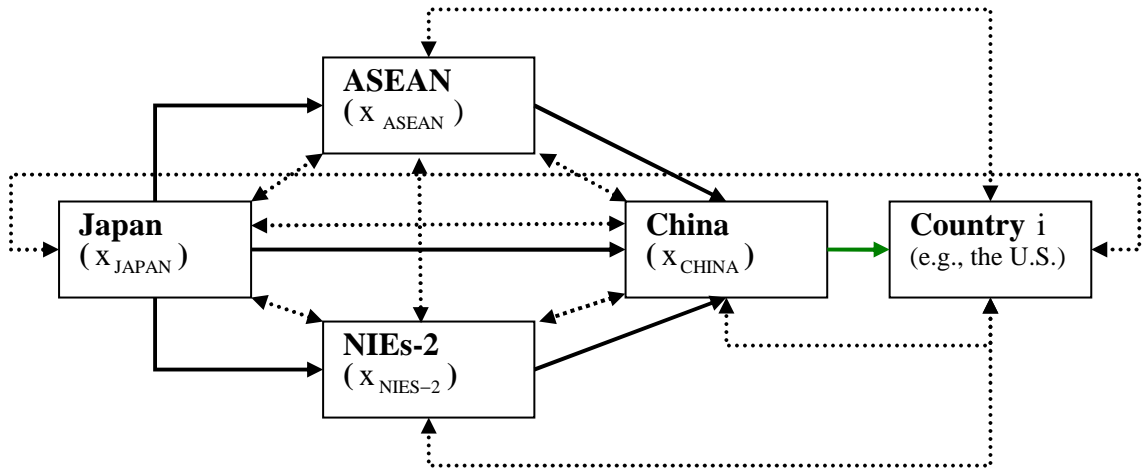 ASEAN
( x ASEAN )
Japan
( x JAPAN )
China
( x CHINA )
Country i
(e.g., the U.S.)
NIEs-2
( x NIES−2 )